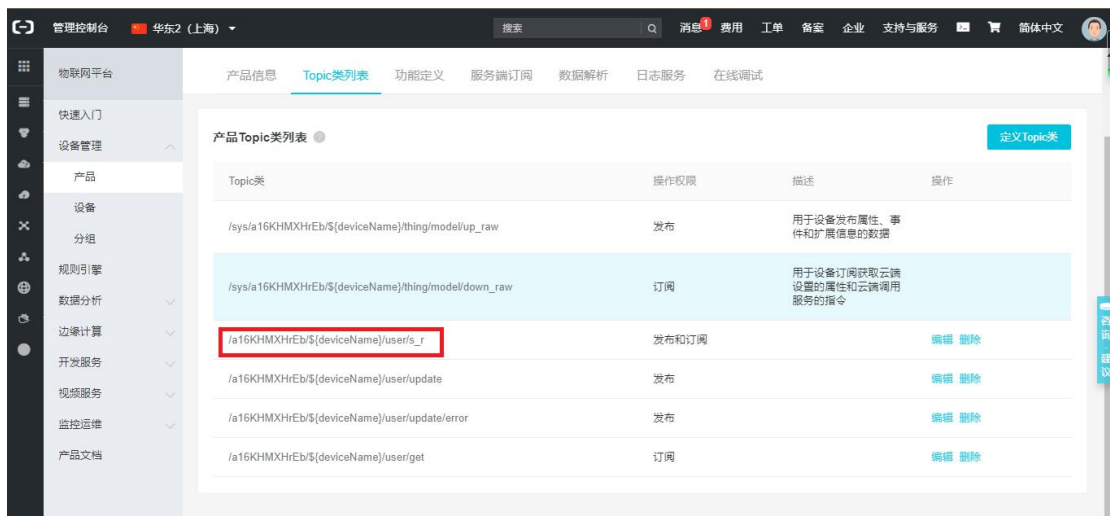 管理控制台 华东2（上海） 搜索 消息 1 费用 工单 备案 企业 支持与服务 简体中文
物联网平台
快速入门
设备管理
产品
设备
分组
规则引擎
数据分析
边缘计算
开发服务
视频服务
监控运维
产品文档
产品信息 Topic类列表 功能定义 服务端订阅 数据解析 日志服务 在线调试
产品Topic类列表 定义Topic类
Topic类 操作权限 描述 操作
/sys/a16KHMXHrEb/${deviceName}/thing/model/up_raw 发布 用于设备发布属性、事
件和扩展信息的数据
/sys/a16KHMXHrEb/${deviceName}/thing/model/down_raw 订阅 用于设备订阅获取云端
设置的属性和云端调用
服务的指令
/a16KHMXHrEb/${deviceName}/user/s_r 发布和订阅 编辑 删除
/a16KHMXHrEb/${deviceName}/user/update 发布 编辑 删除
/a16KHMXHrEb/${deviceName}/user/update/error 发布 编辑 删除
/a16KHMXHrEb/${deviceName}/user/get 订阅 编辑 删除
咨询·建议